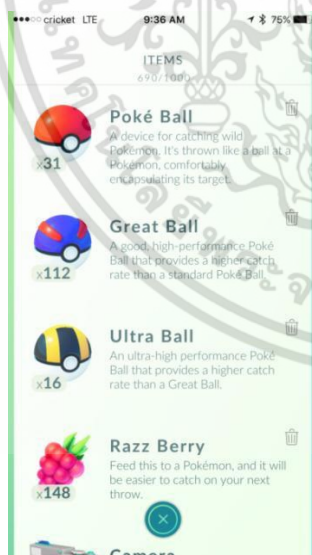 cricket LTE 9:36 AM 75%
ITEMS
690/1000
Poké Ball
A device for catching wild
Pokémon. It's thrown like a ball at a
Pokémon, comfortably
encapsulating its target.
x31
Great Ball
A good, high-performance Poké
Ball that provides a higher catch
rate than a standard Poké Ball.
x112
Ultra Ball
An ultra-high performance Poké
Ball that provides a higher catch
rate than a Great Ball.
x16
Razz Berry
Feed this to a Pokémon, and it will
be easier to catch on your next
throw.
x148
Camera